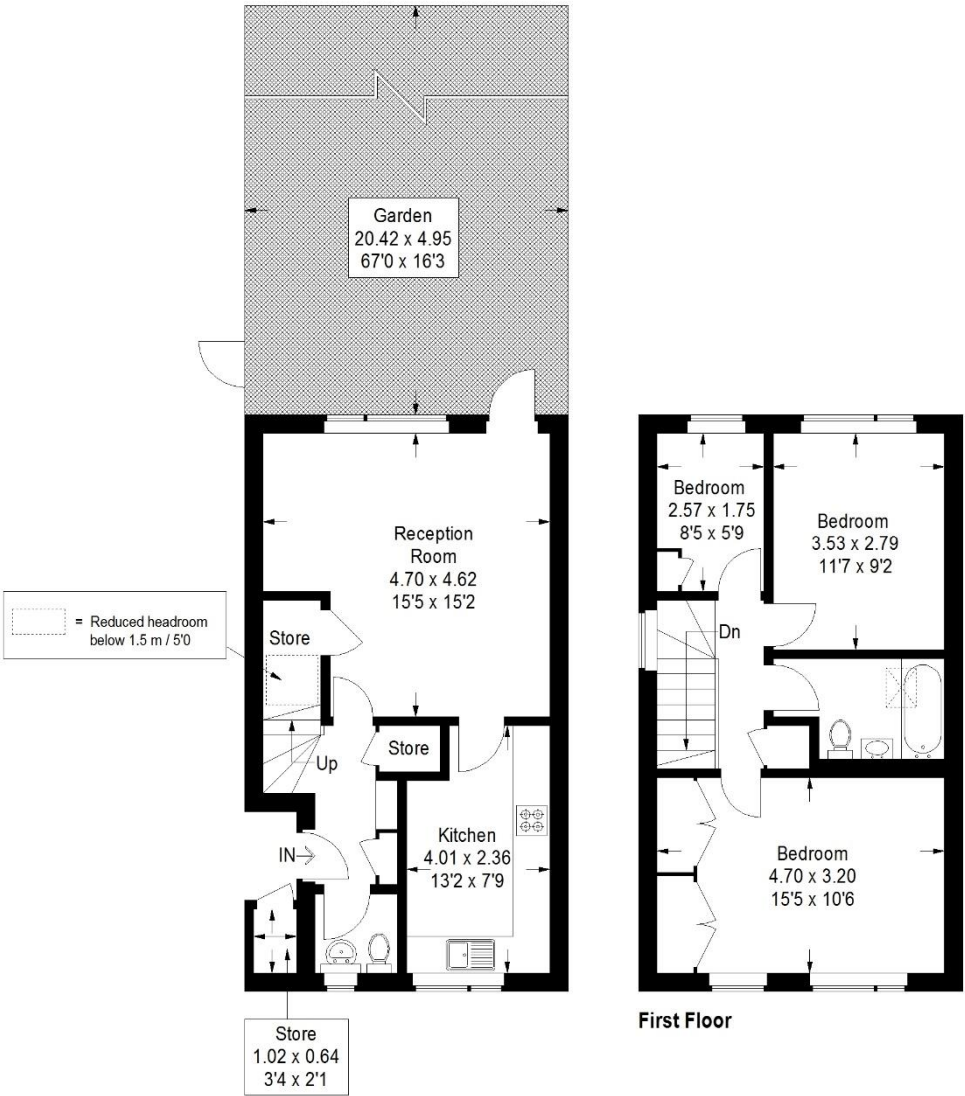 Garden
20.42 x 4.95
67'0 x 16'3
Reception
Room
4.70 x 4.62
15'5 x 15'2
= Reduced headroom
below 1.5 m / 5'0
Store
Store
Up
IN
Kitchen
4.01 x 2.36
13'2 x 7'9
Store
1.02 x 0.64
3'4 x 2'1
Bedroom
2.57 x 1.75
8'5 x 5'9
Bedroom
3.53 x 2.79
11'7 x 9'2
Dn
Bedroom
4.70 x 3.20
15'5 x 10'6
First Floor